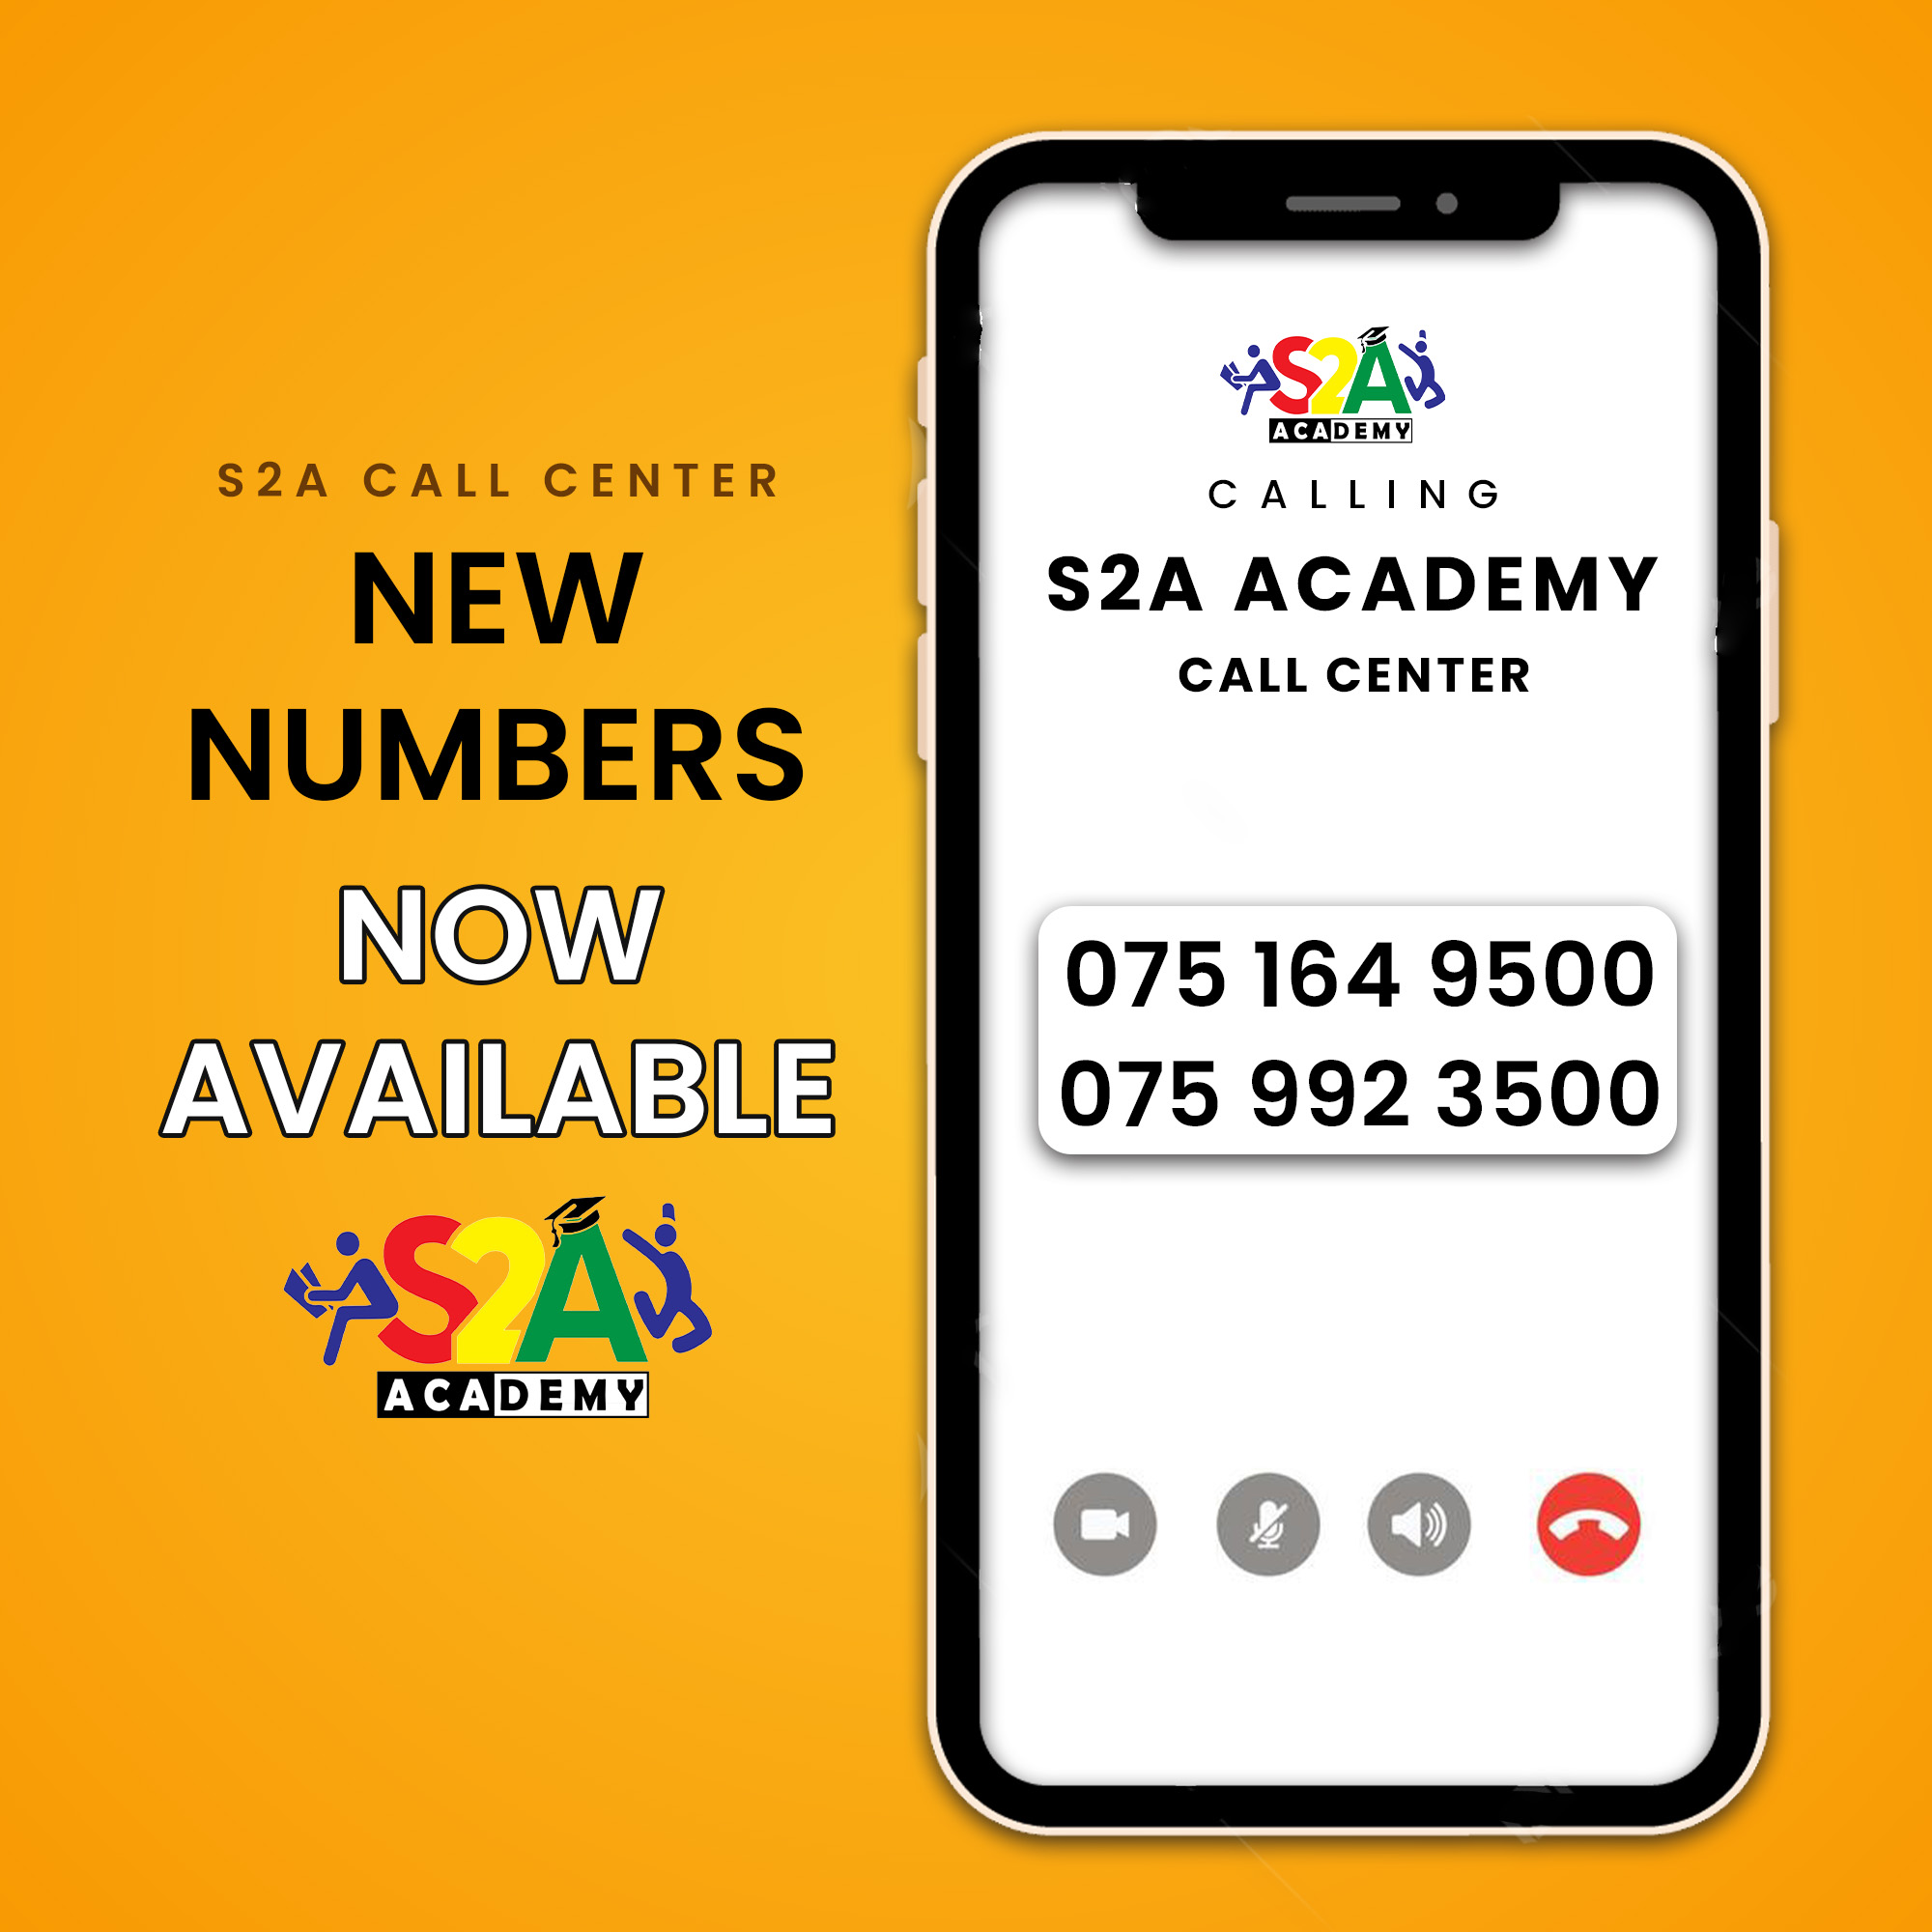 S2A CALL CENTER
NEW
NUMBERS
NOW
AVAILABLE
S2A
ACADEMY
S2A
ACADEMY
CALLING
S2A ACADEMY
CALL CENTER
075 164 9500
075 992 3500